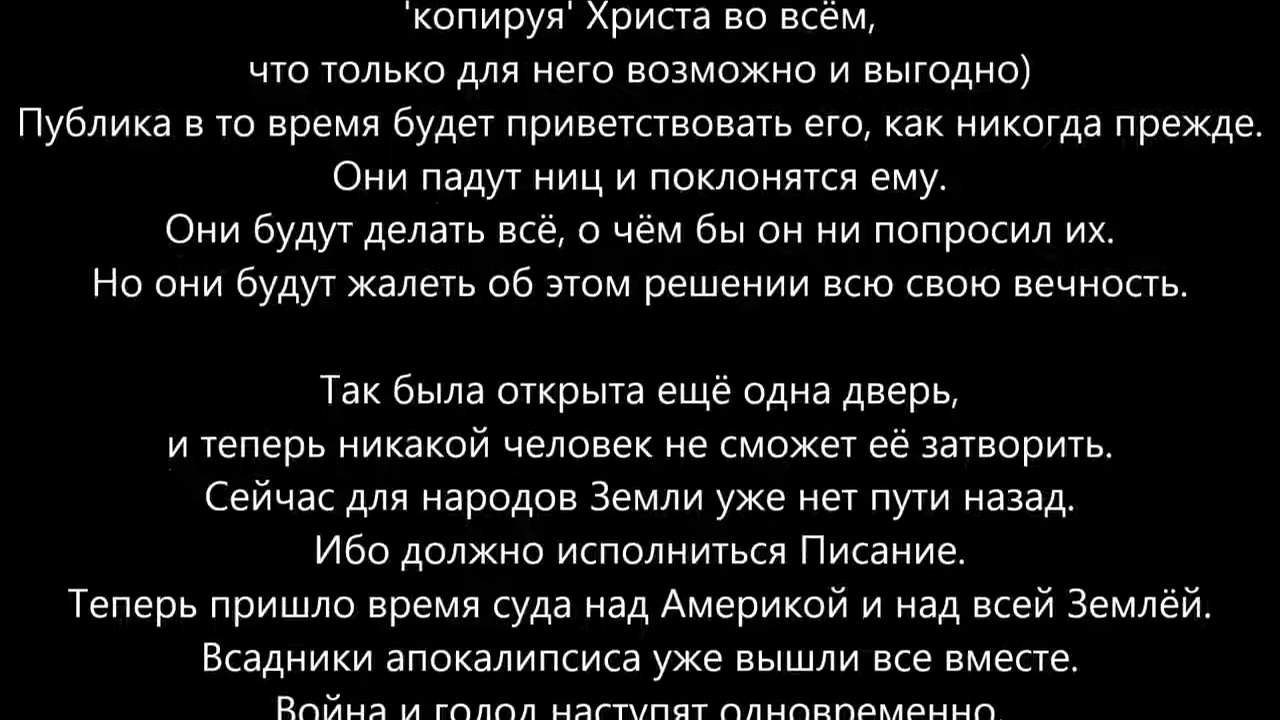 'копируя' Христа во всём,
что только для него возможно и выгодно)
Публика в то время будет приветствовать его, как никогда прежде.
Они падут ниц и поклонятся ему.
Они будут делать всё, о чём бы он ни попросил их.
Но они будут жалеть об этом решении всю свою вечность.
Так была открыта ещё одна дверь,
и теперь никакой человек не сможет её затворить.
Сейчас для народов Земли уже нет пути назад.
Ибо должно исполниться Писание.
Теперь пришло время суда над Америкой и над всей Землёй.
Всадники апокалипсиса уже вышли все вместе.
Война и голод наступят одновременно.